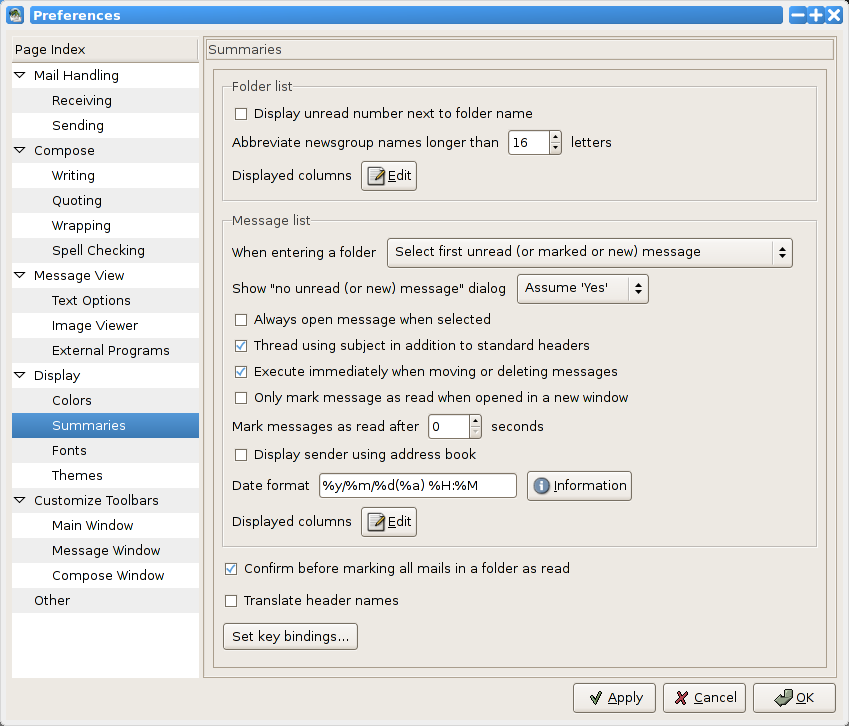 Preferences
Page Index
Mail Handling
Receiving
Sending
Compose
Writing
Quoting
Wrapping
Spell Checking
Message View
Text Options
Image Viewer
External Programs
Display
Colors
Summaries
Fonts
Themes
Customize Toolbars
Main Window
Message Window
Compose Window
Other
Summaries
Folder list
Display unread number next to folder name
Abbreviate newsgroup names longer than 16 letters
Displayed columns Edit
Message list
When entering a folder Select first unread (or marked or new) message
Show "no unread (or new) message" dialog Assume 'Yes'
Always open message when selected
Thread using subject in addition to standard headers
Execute immediately when moving or deleting messages
Only mark message as read when opened in a new window
Mark messages as read after 0 seconds
Display sender using address book
Date format %y/%m/%d(%a) %H:%M Information
Displayed columns Edit
Confirm before marking all mails in a folder as read
Translate header names
Set key bindings...
Apply Cancel OK